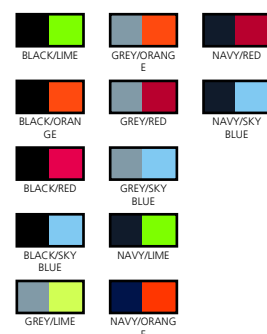 BLACK/LIME
GREY/ORANG
E
NAVY/RED
BLACK/ORAN
GE
GREY/RED
NAVY/SKY
BLUE
BLACK/RED
GREY/SKY
BLUE
BLACK/SKY
BLUE
NAVY/LIME
GREY/LIME
NAVY/ORANG
E